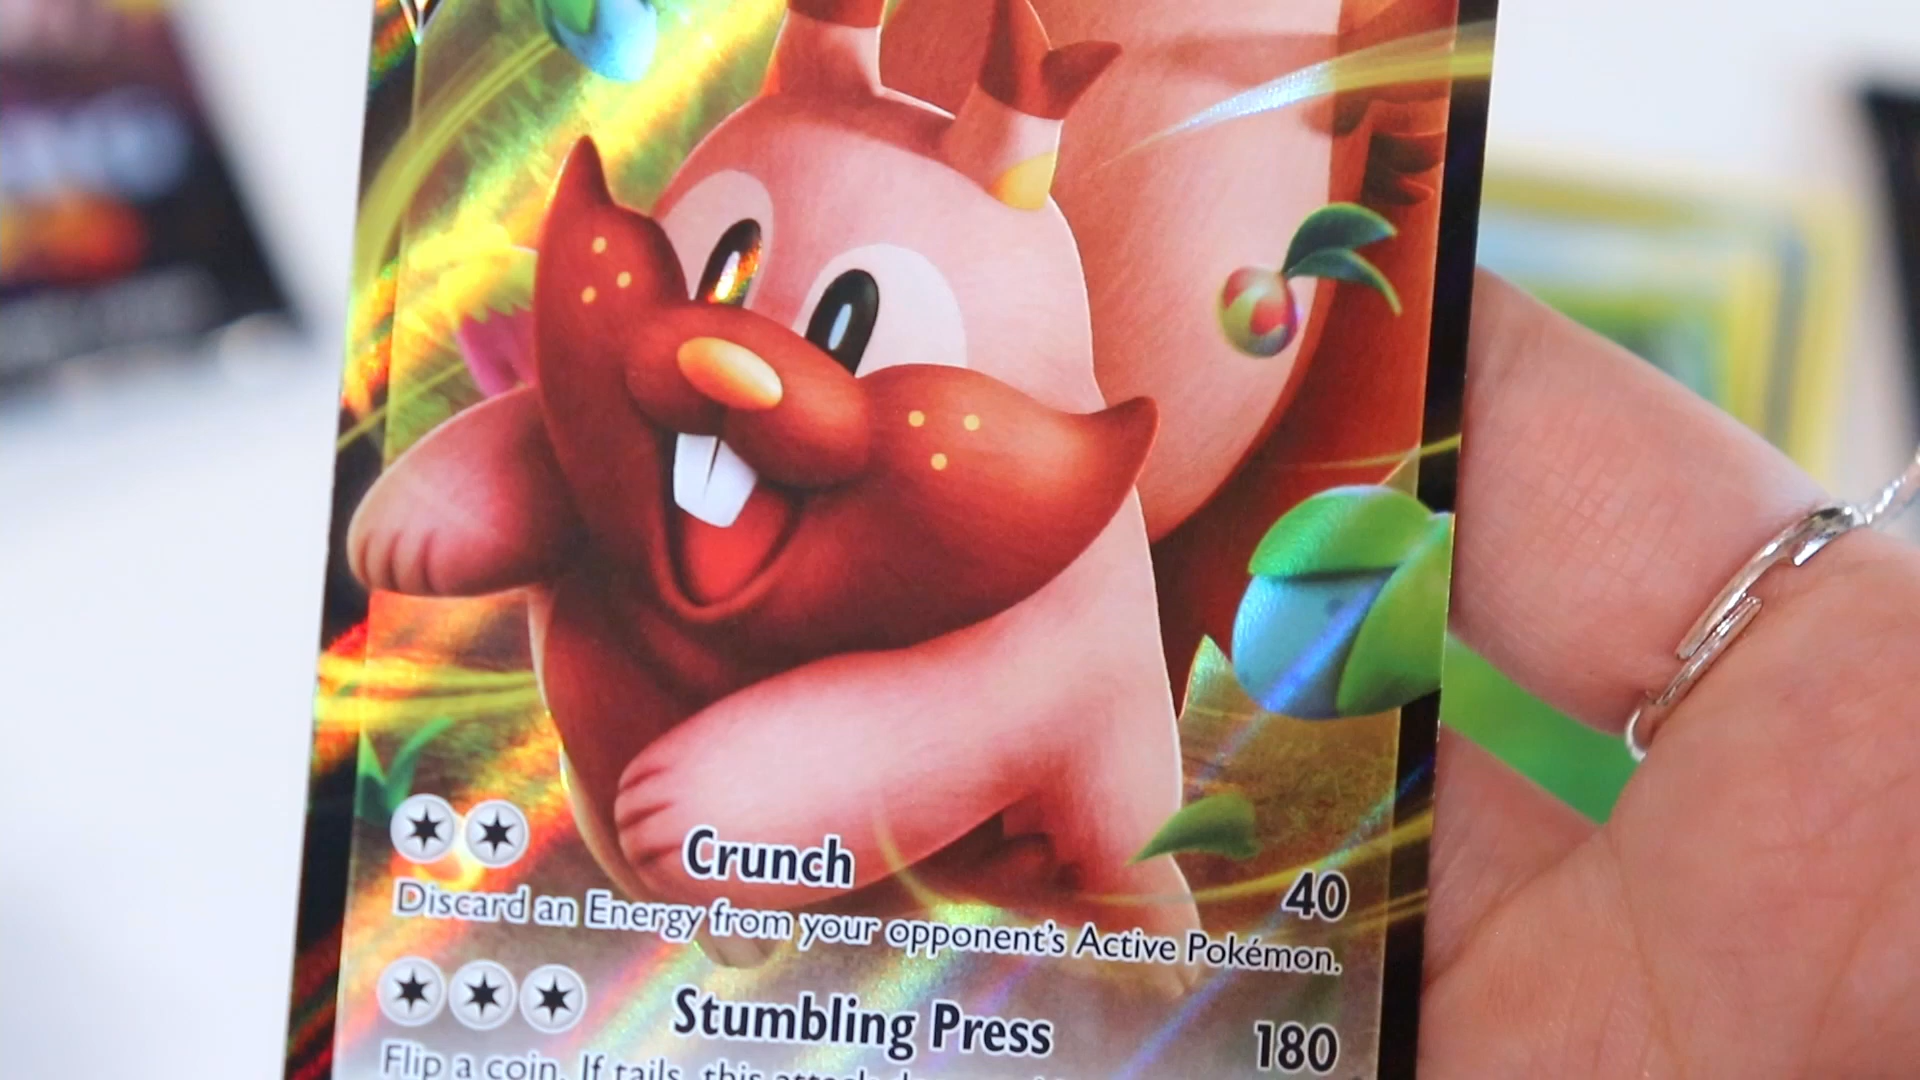 Crunch 40
Discard an Energy from your opponent's Active Pokémon.
Stumbling Press 180
Flip a coin. If tails, this attack